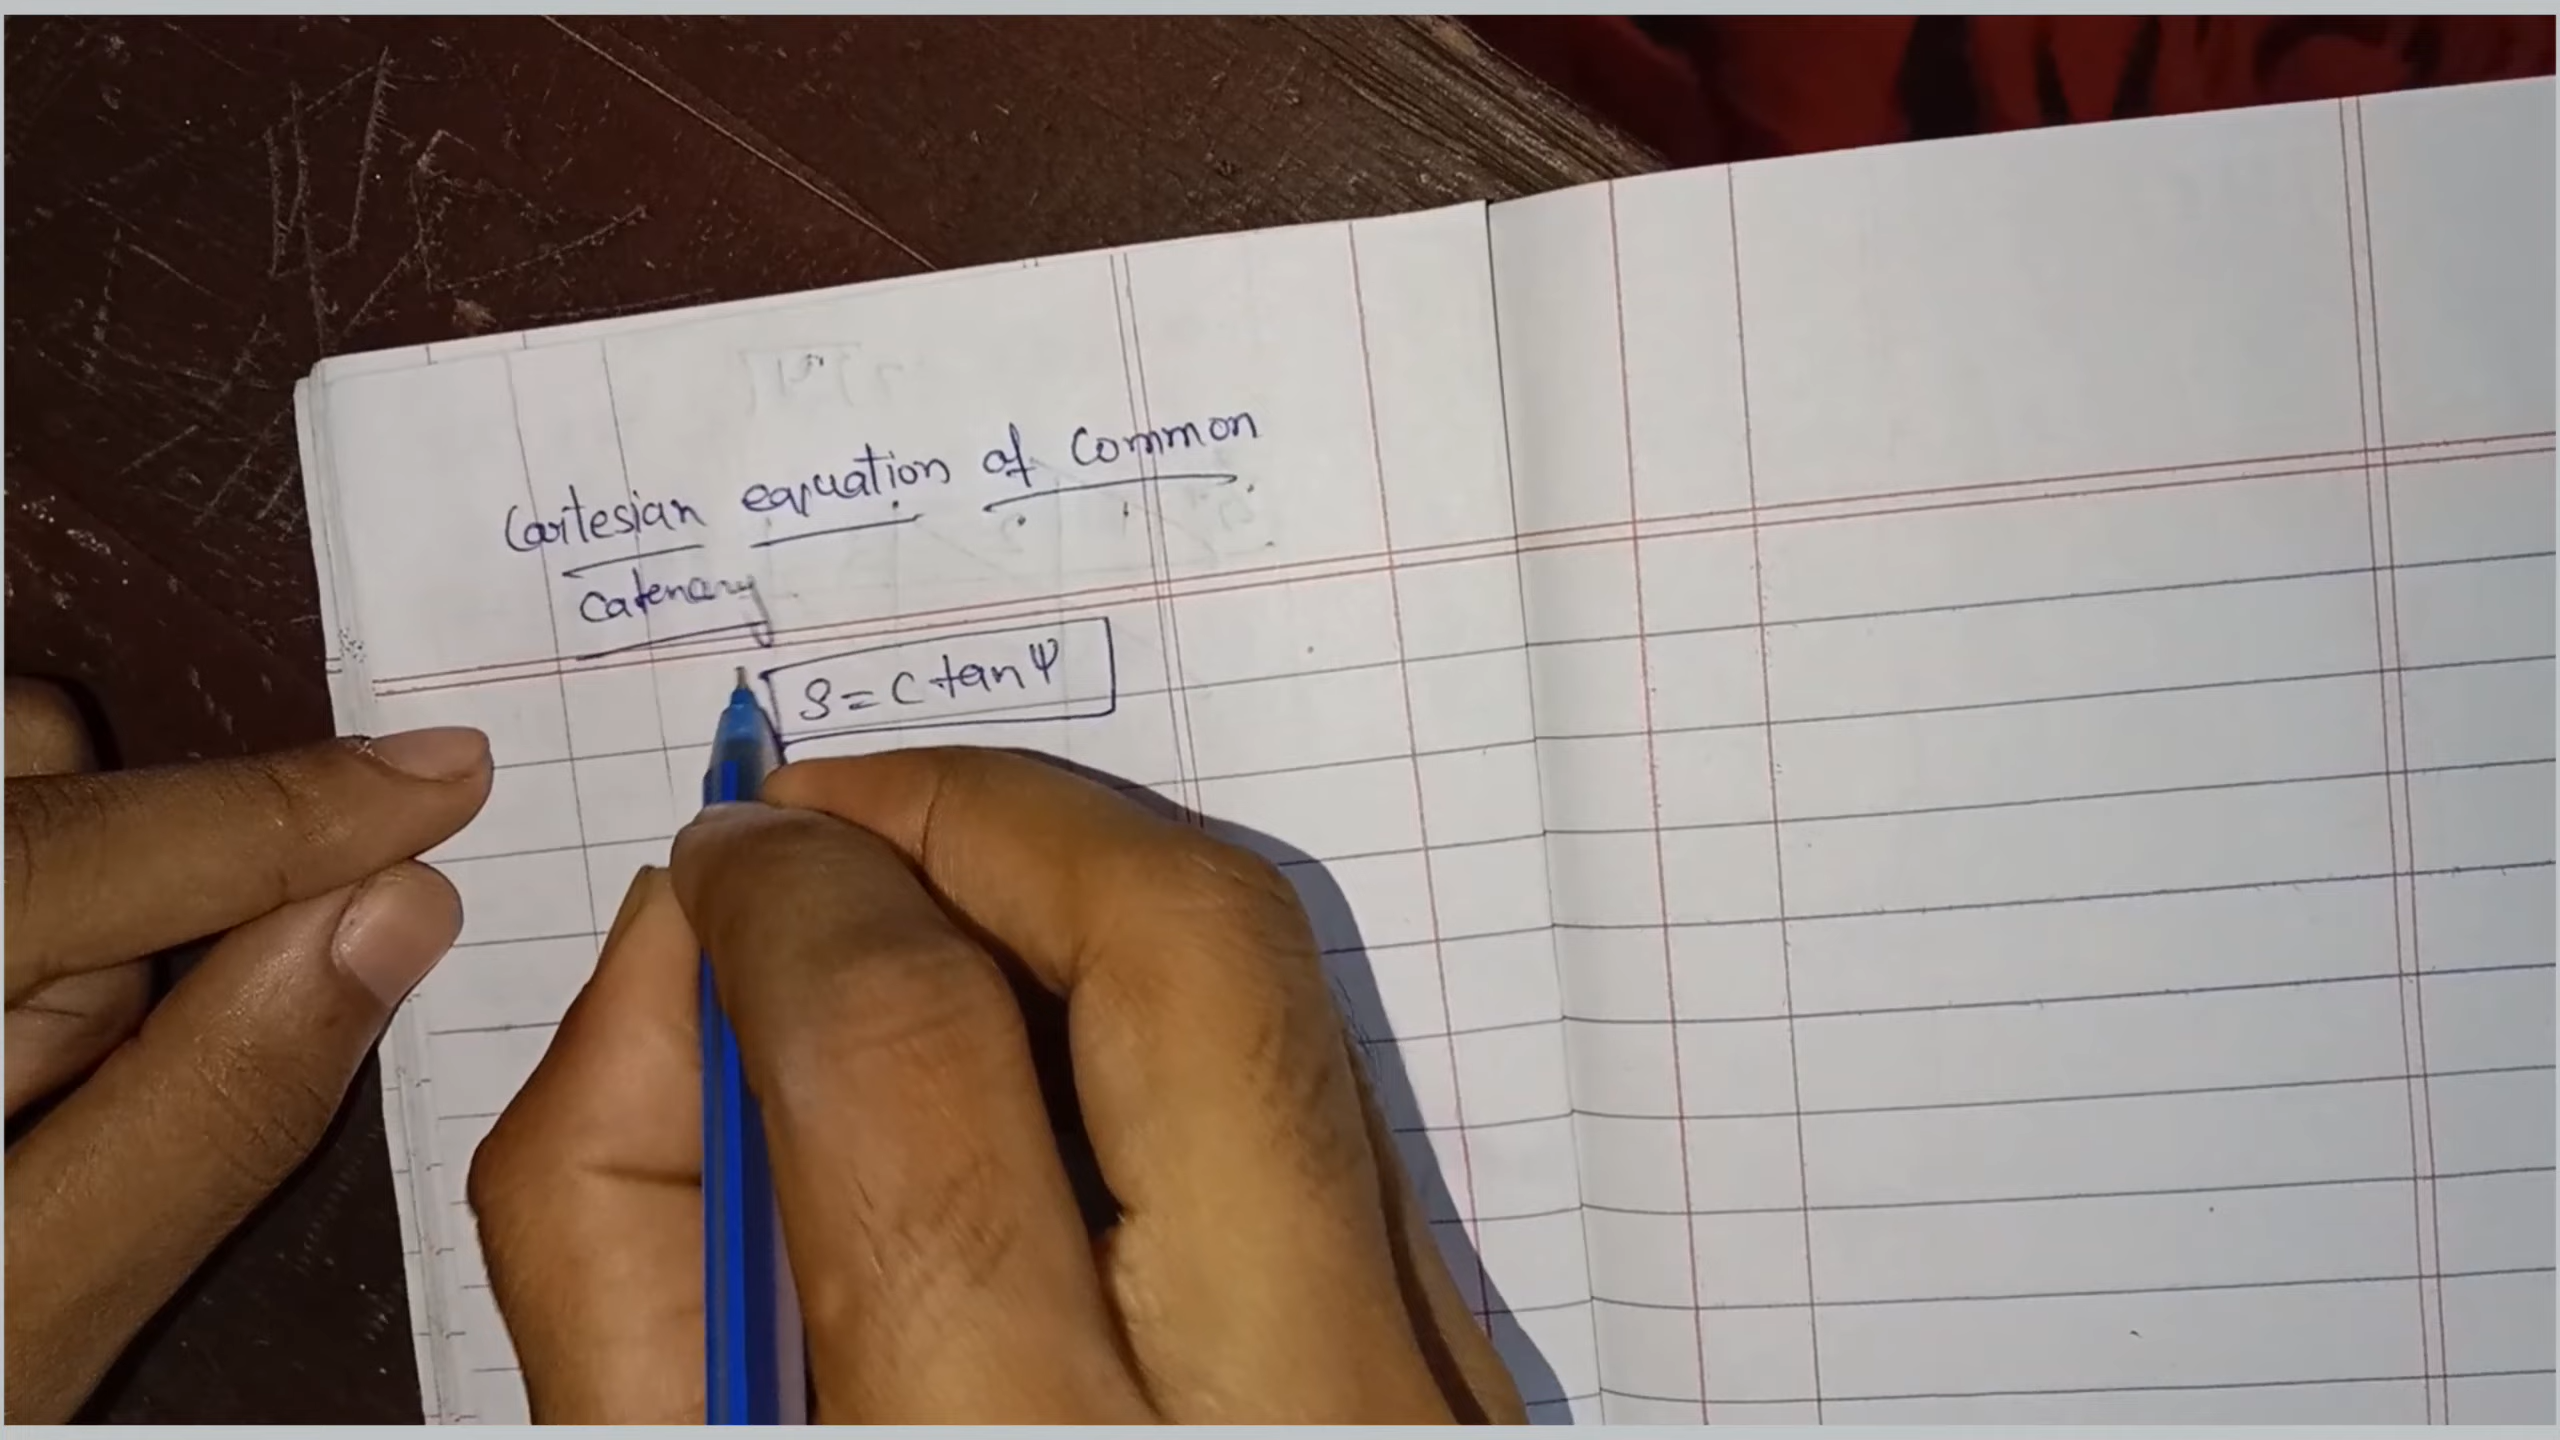 Cartesian equation of Common
Catenary
S = C tan Ψ